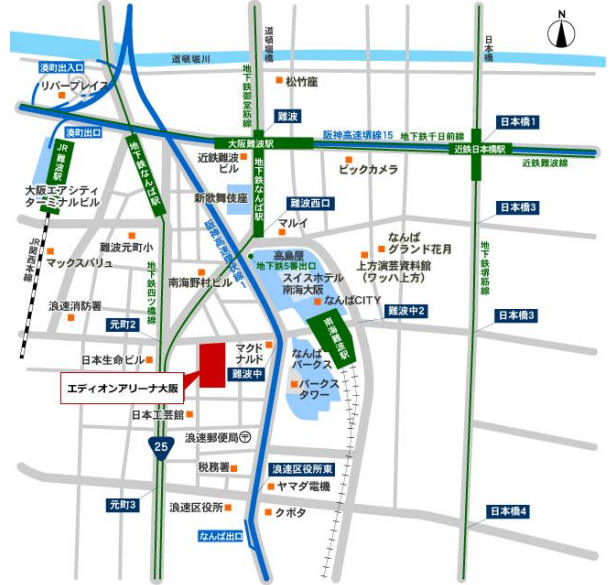 N
道頓堀川
道頓堀橋
日本橋
湊町出入口
リバープレイス
地下鉄御堂筋線
松竹座
難波
日本橋1
湊町出口
大阪難波駅
阪神高速堺線15
地下鉄千日前線
近鉄日本橋駅
近鉄難波線
JR難波駅
地下鉄なんば駅
近鉄難波
ビル
地下鉄なんば駅
ビックカメラ
大阪エアシティ
ターミナルビル
新歌舞伎座
難波西口
日本橋3
マルイ
阪神高速環状線1
JR関西本線
マックスバリュ
難波元町小
地下鉄四ツ橋線
高島屋
地下鉄5番出口
なんば
グランド花月
上方演芸資料館
(ワッハ上方)
地下鉄堺筋線
南海野村ビル
スイスホテル
南海大阪
なんばCITY
浪速消防署
元町2
難波中2
日本橋3
南海難波駅
日本生命ビル
マクド
ナルド
難波中
なんば
パークス
パークス
タワー
エディオンアリーナ大阪
日本工芸館
25
浪速郵便局
税務署
浪速区役所東
ヤマダ電機
元町3
浪速区役所
クボタ
日本橋4
なんば出口